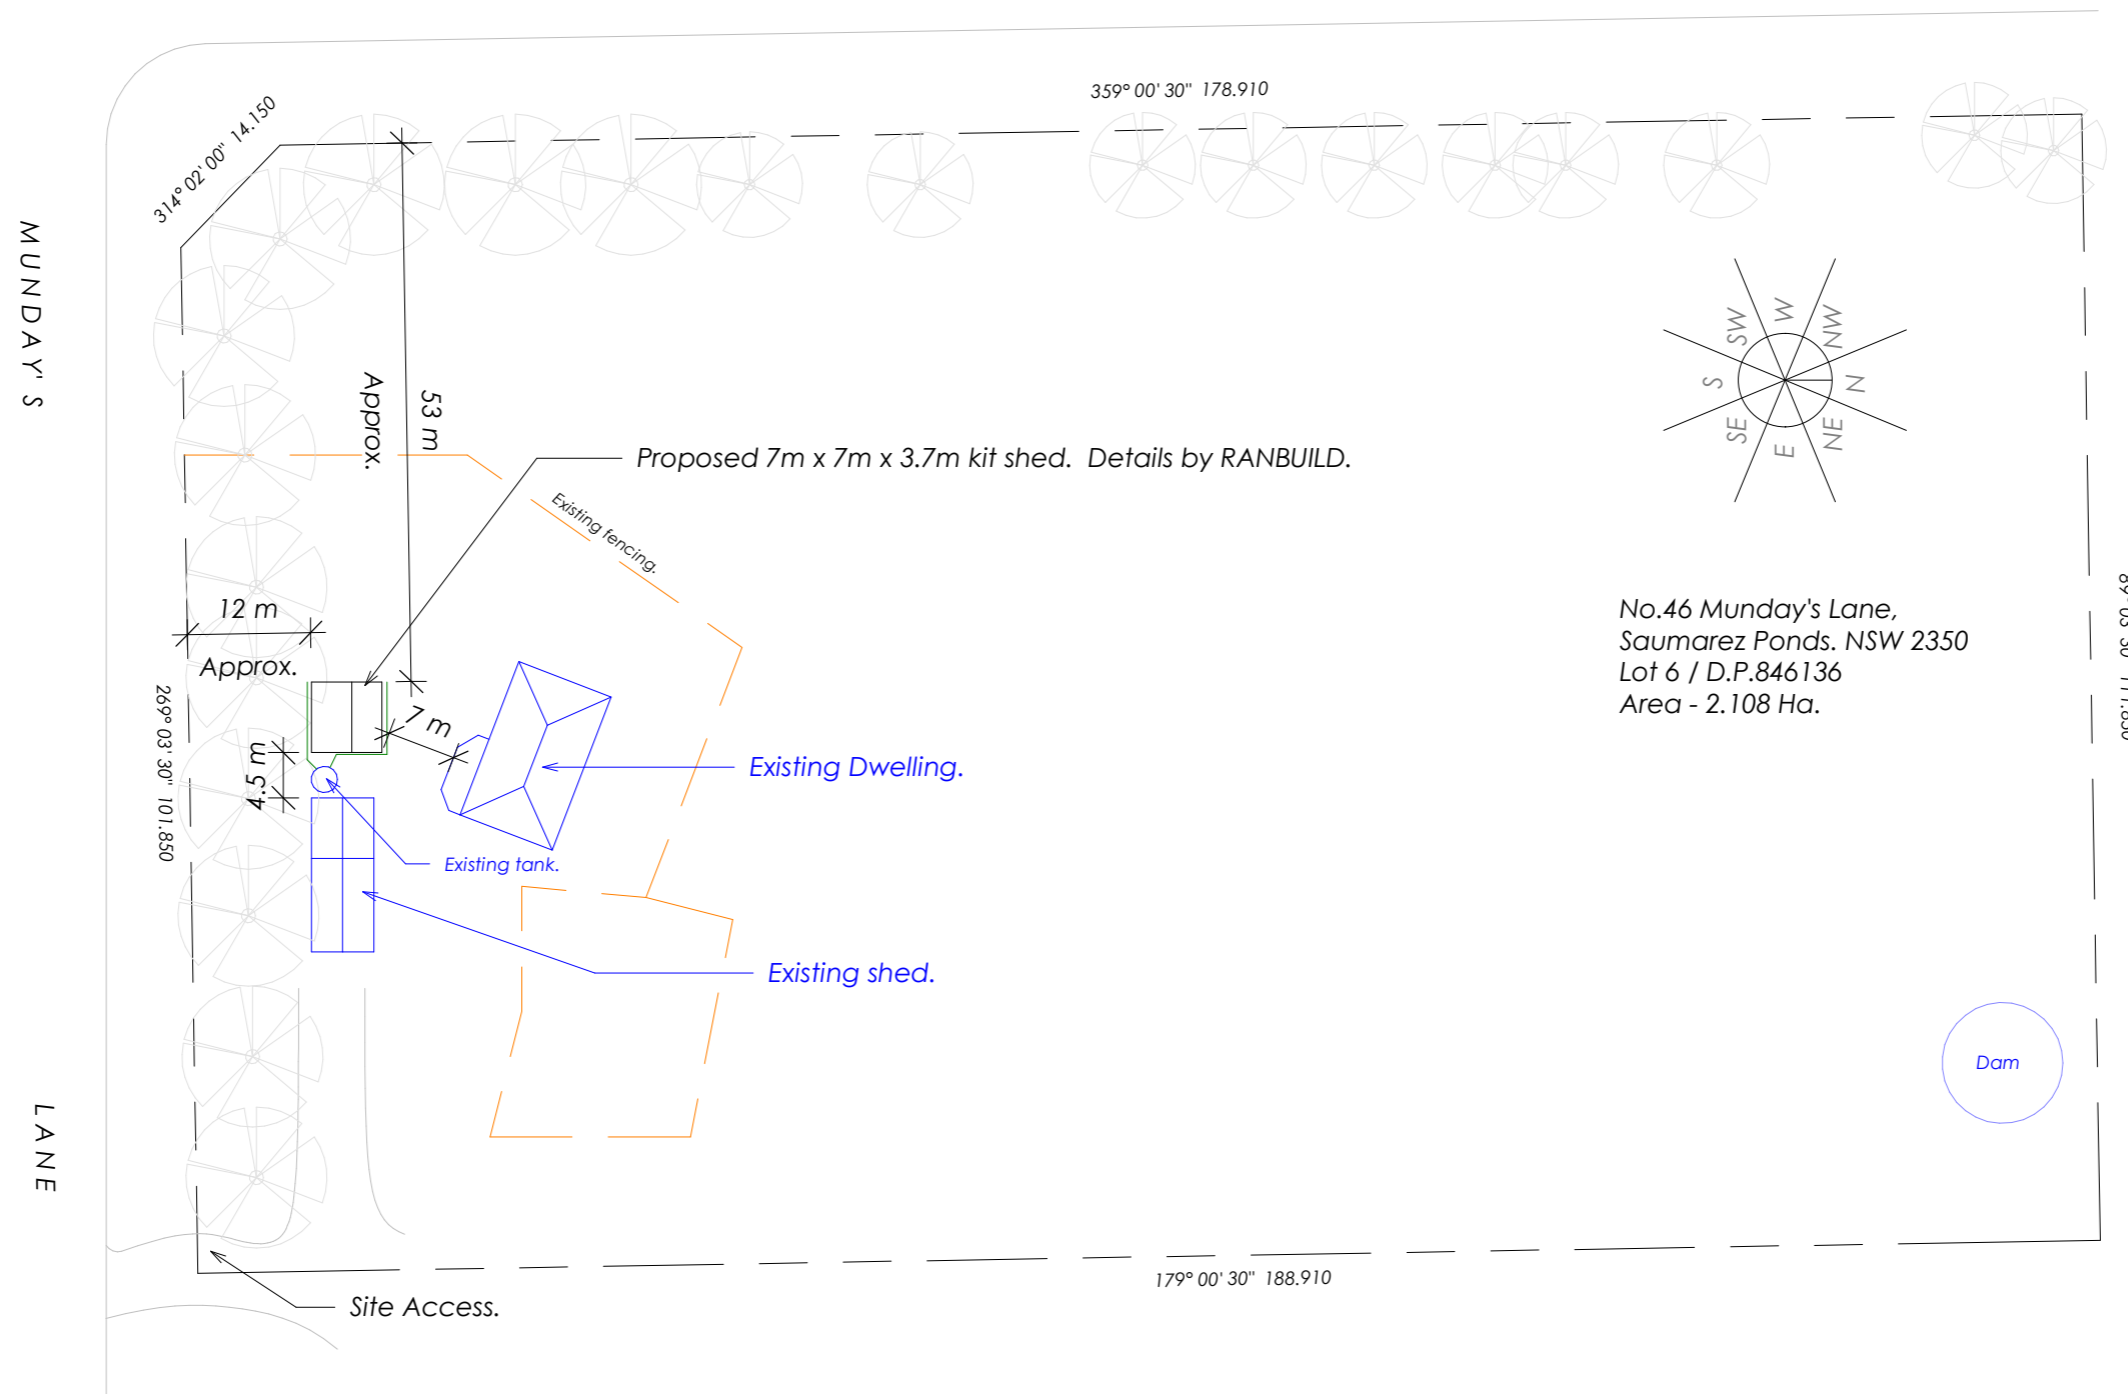 359° 00' 30" 178.910
314° 02' 00" 14.150
MUNDAY'S
LANE
53 m
Approx.
Proposed 7m x 7m x 3.7m kit shed. Details by RANBUILD.
Existing fencing.
SW
W
NW
S
N
SE
E
NE
12 m
Approx.
No.46 Munday's Lane,
Saumarez Ponds. NSW 2350
Lot 6 / D.P.846136
Area - 2.108 Ha.
269° 03' 30" 101.850
7 m
4.5 m
Existing Dwelling.
Existing tank.
Existing shed.
Dam
179° 00' 30" 188.910
Site Access.